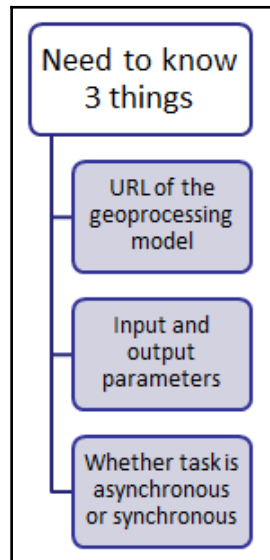 Need to know
3 things
URL of the
geoprocessing
model
Input and
output
parameters
Whether task is
asynchronous
or synchronous